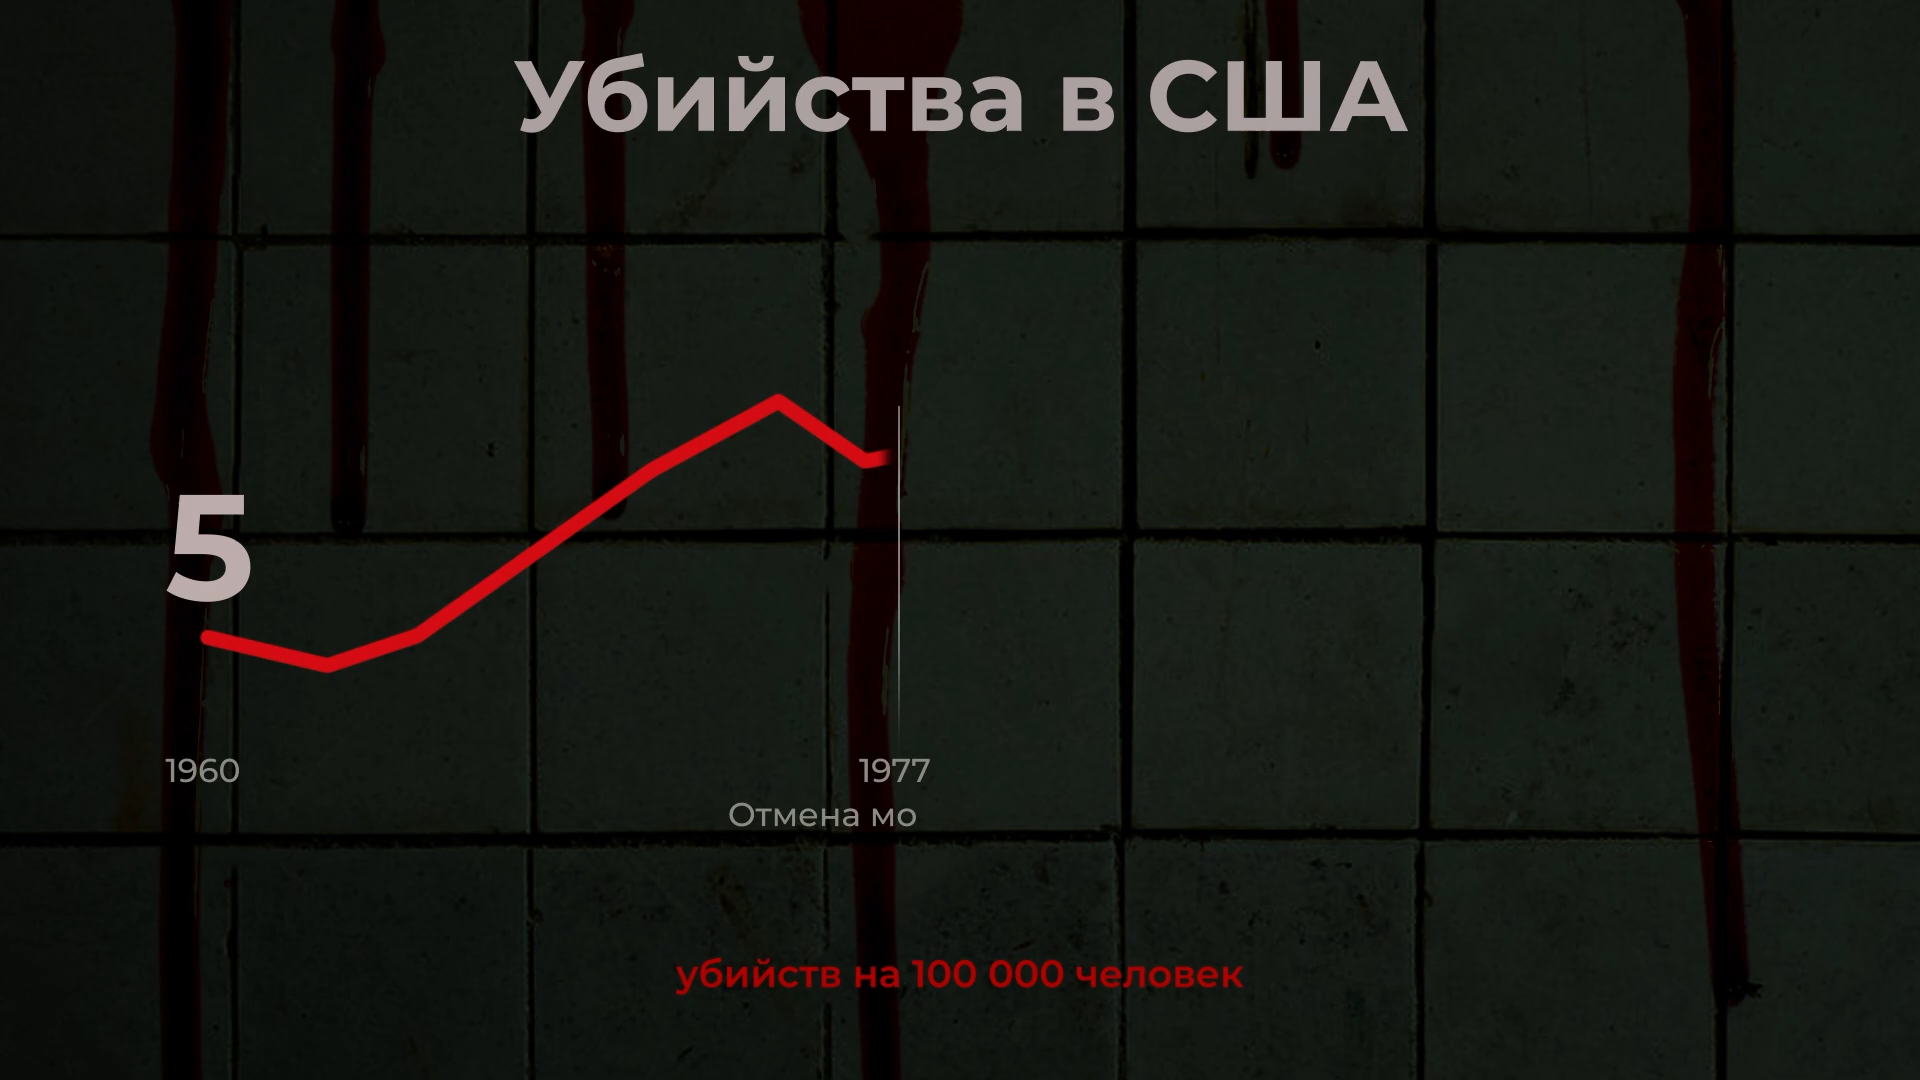 Убийства в США
5
1960
1977
Отмена мо
убийств на 100 000 человек